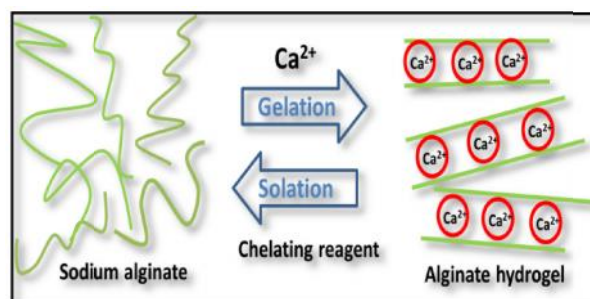 Ca²⁺
Gelation
Solation
Chelating reagent
Sodium alginate
Ca²⁺ Ca²⁺ Ca²⁺
Ca²⁺ Ca²⁺ Ca²⁺
Ca²⁺ Ca²⁺ Ca²⁺
Alginate hydrogel